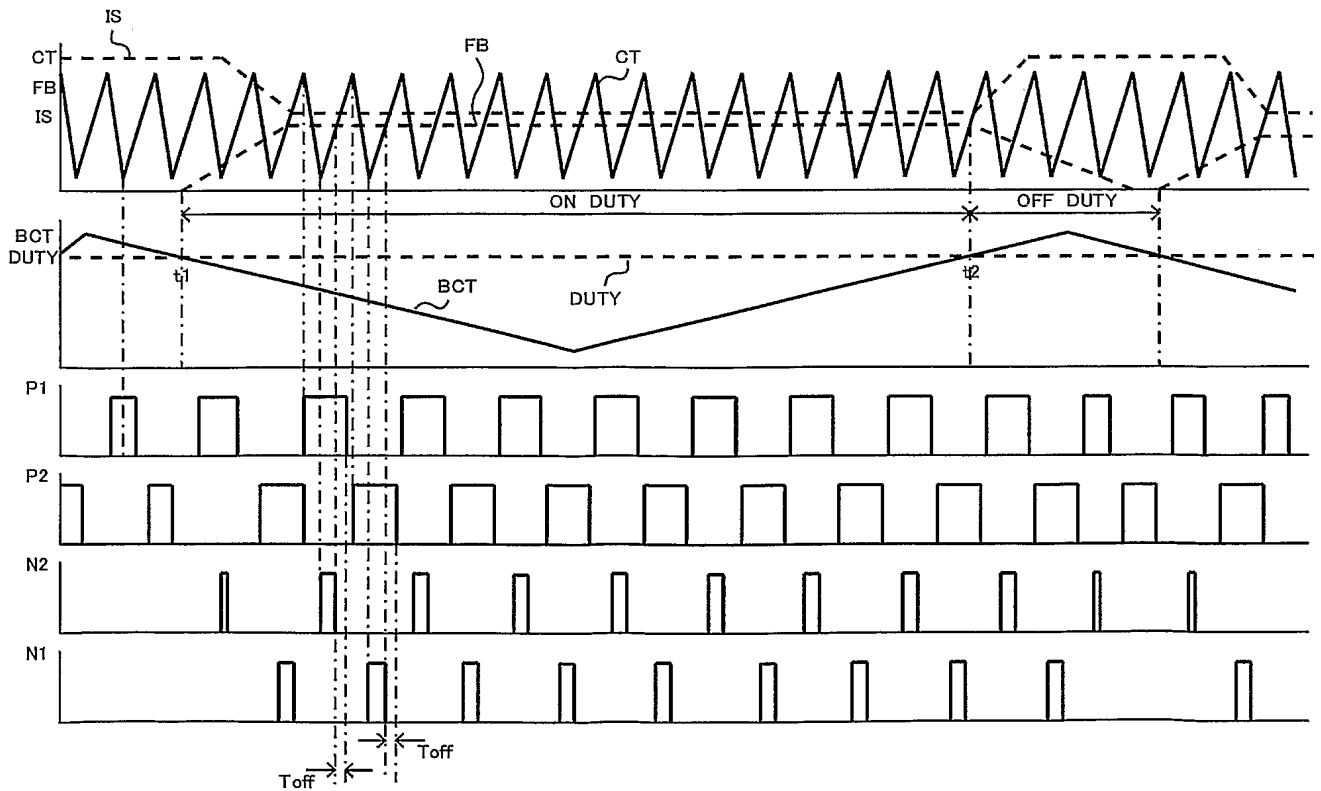 IS
CT
FB
IS
FB
CT
ON DUTY
OFF DUTY
BCT
DUTY
t1
BCT
DUTY
t2
P1
P2
N2
N1
Toff
Toff